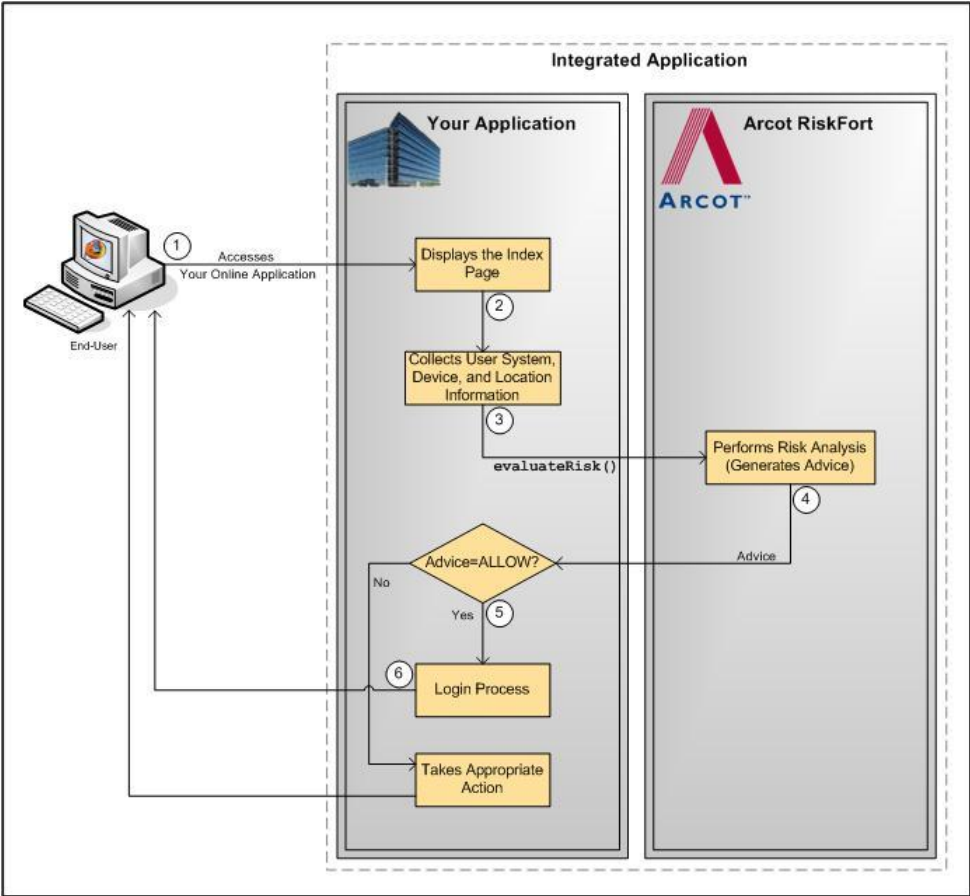 Integrated Application
Your Application
Arcot RiskFort
ARCOT™
1
Accesses
Your Online Application
End-User
Displays the Index
Page
2
Collects User System,
Device, and Location
Information
3
evaluateRisk()
Performs Risk Analysis
(Generates Advice)
4
Advice
Advice=ALLOW?
No
Yes
5
6
Login Process
Takes Appropriate
Action